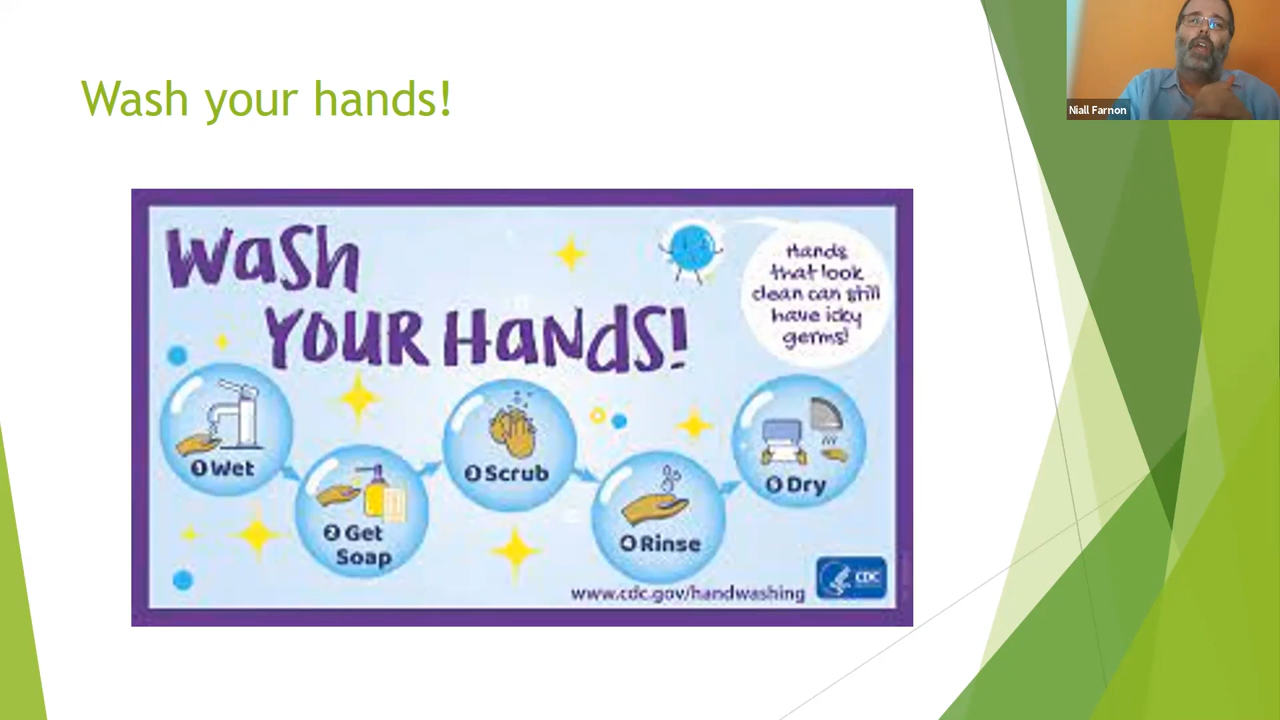 Wash your hands!
Niall Farnon
Wash
YOUR HaNdS!
Hands
that look
clean can still
have icky
germs!
1 Wet
2 Get
Soap
3 Scrub
4 Rinse
5 Dry
www.cdc.gov/handwashing
CDC